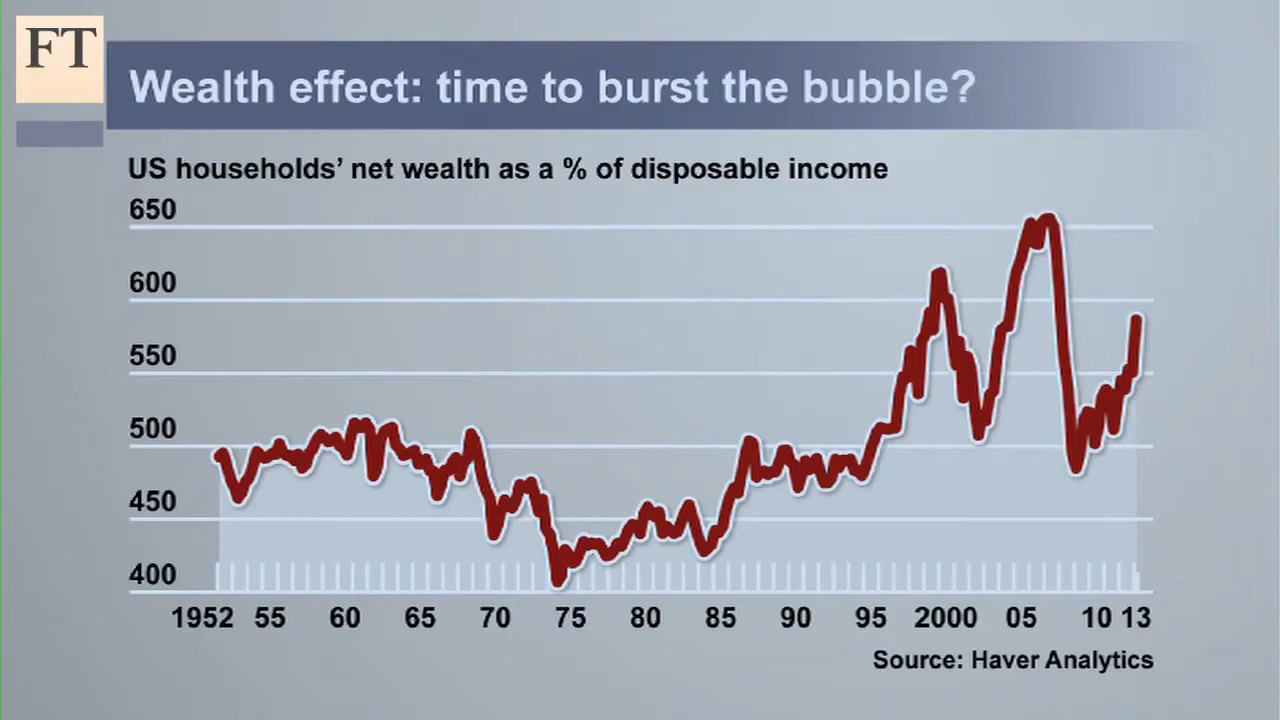 FT
Wealth effect: time to burst the bubble?
US households’ net wealth as a % of disposable income
650
600
550
500
450
400
1952 55 60 65 70 75 80 85 90 95 2000 05 10 13
Source: Haver Analytics